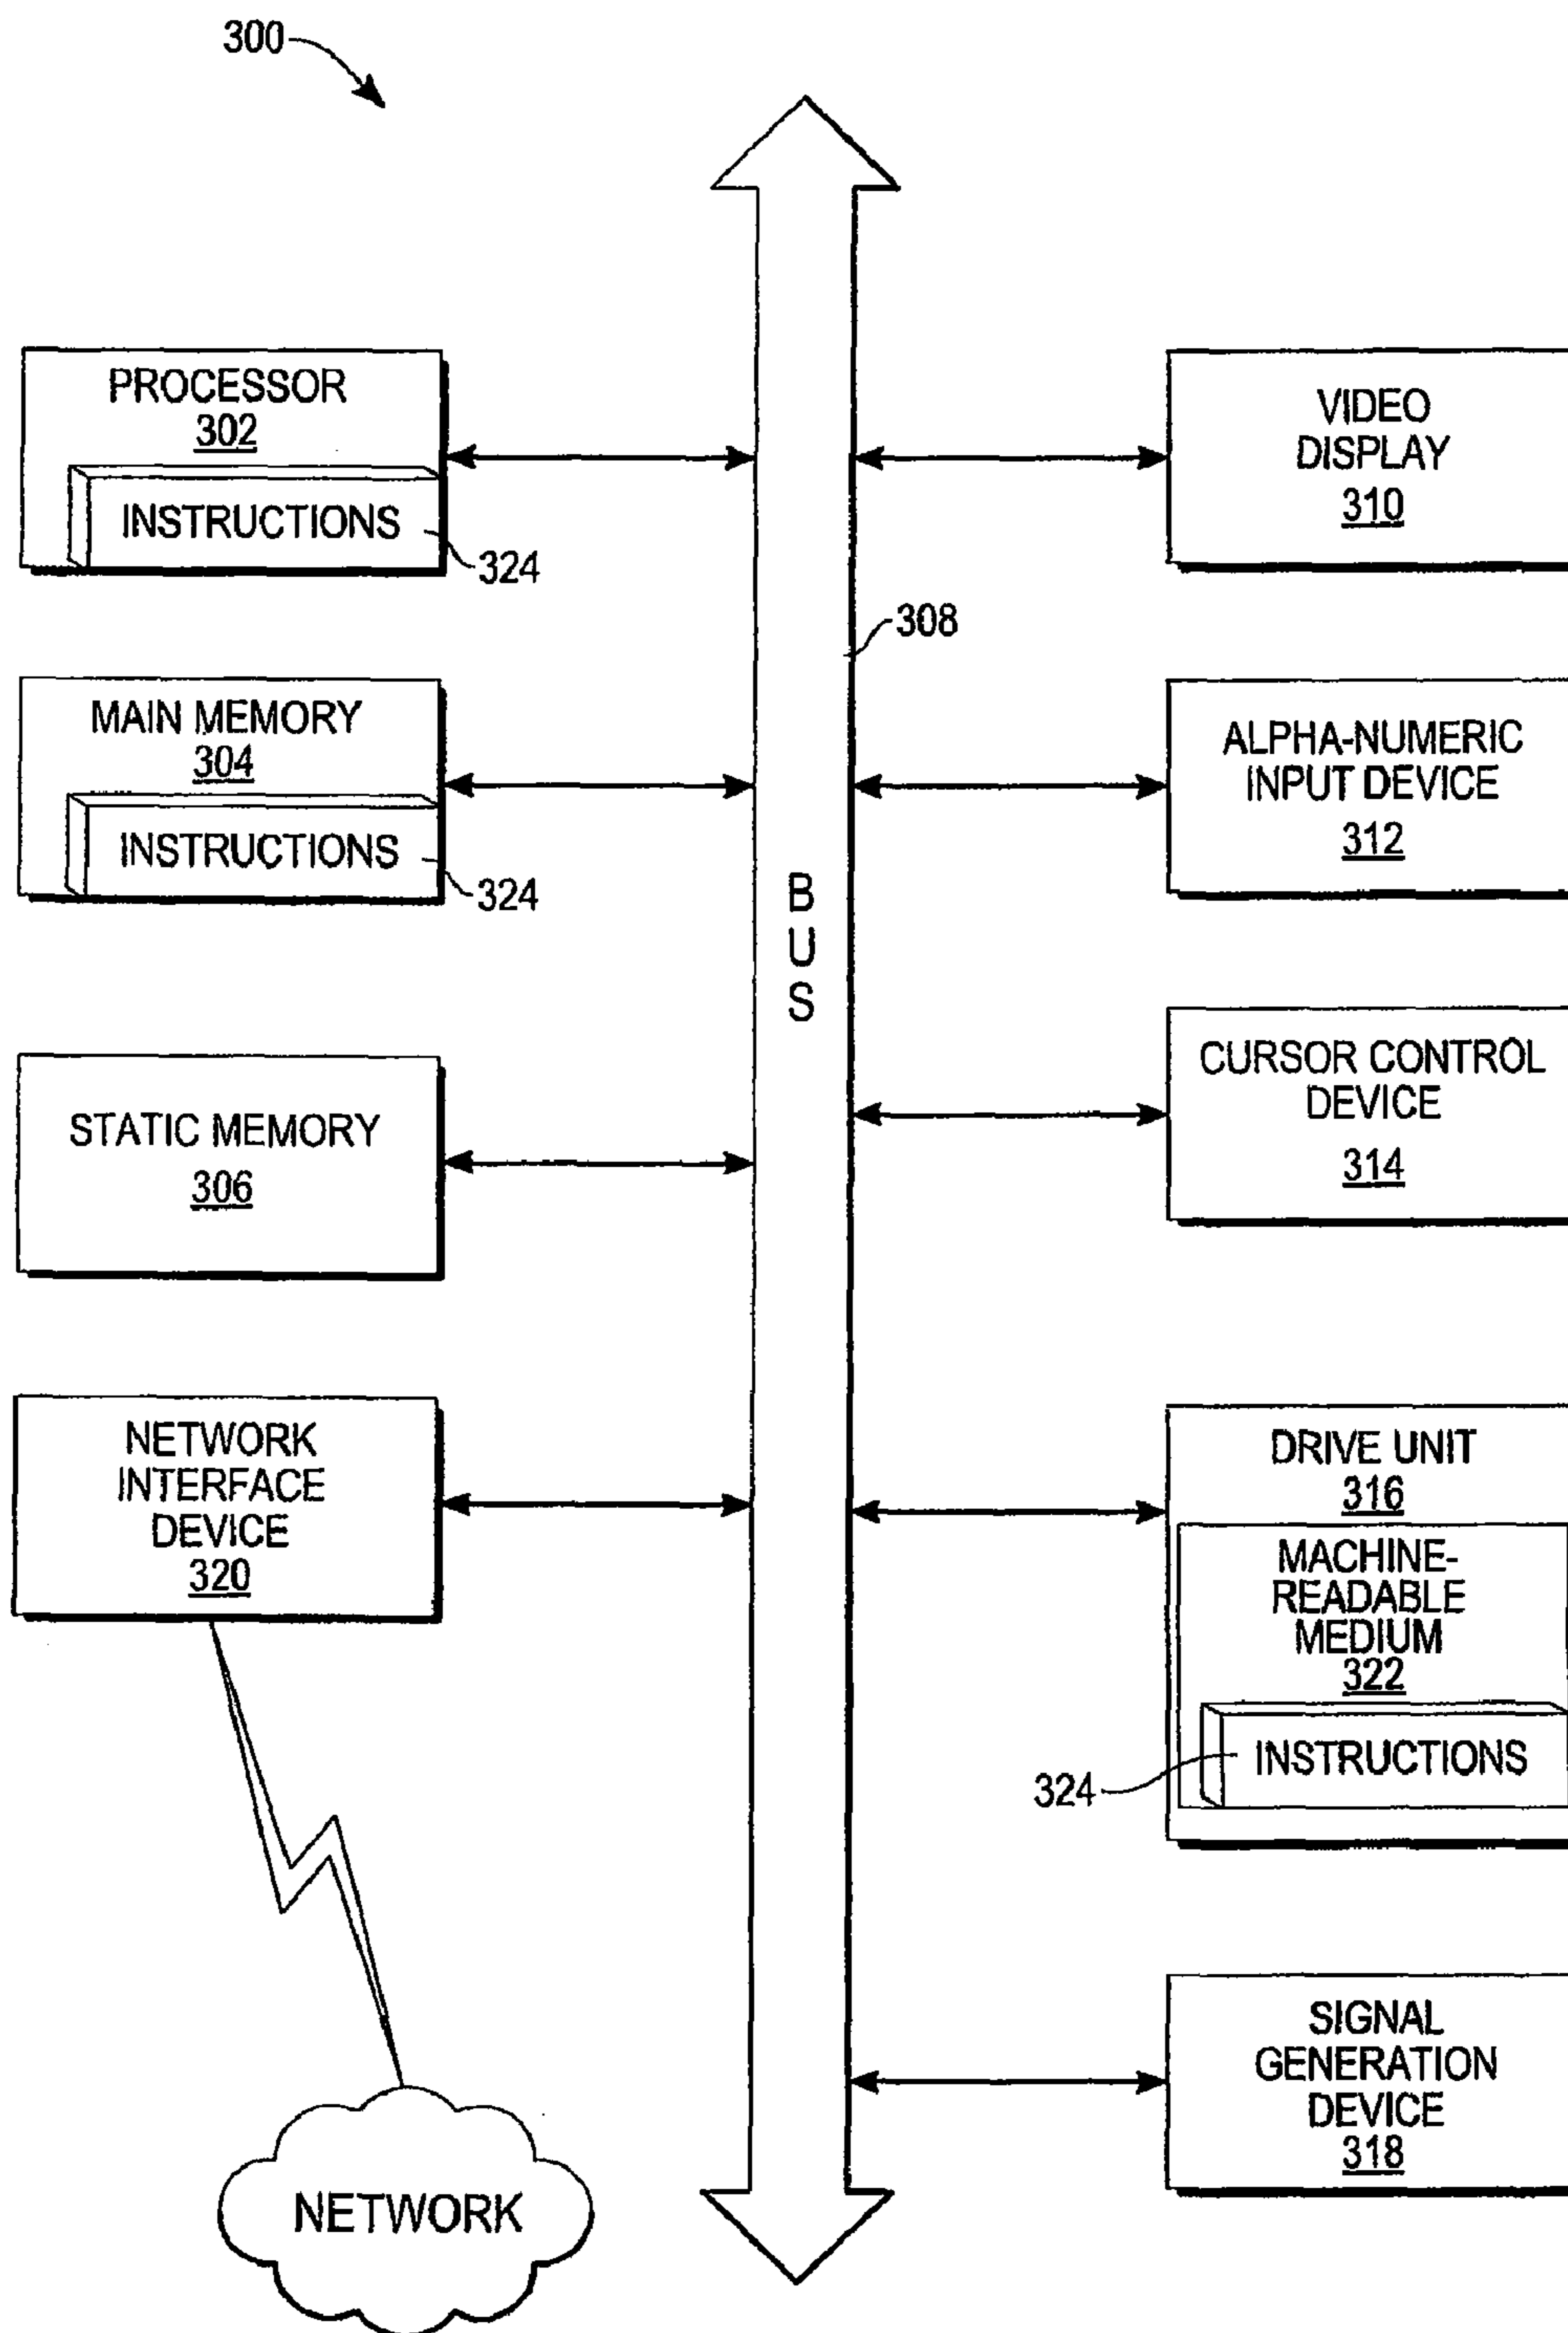 300
PROCESSOR
302
INSTRUCTIONS
324
MAIN MEMORY
304
INSTRUCTIONS
324
STATIC MEMORY
306
NETWORK
INTERFACE
DEVICE
320
NETWORK
308
BUS
VIDEO
DISPLAY
310
ALPHA-NUMERIC
INPUT DEVICE
312
CURSOR CONTROL
DEVICE
314
DRIVE UNIT
316
MACHINE-
READABLE
MEDIUM
322
INSTRUCTIONS
324
SIGNAL
GENERATION
DEVICE
318